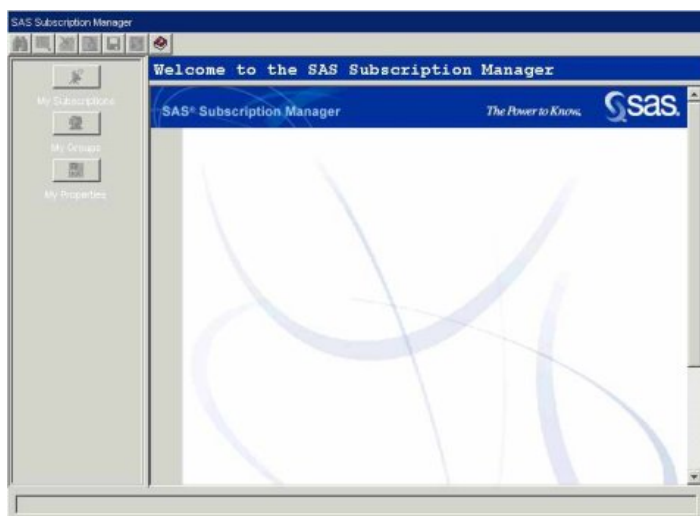 SAS Subscription Manager
Welcome to the SAS Subscription Manager
SAS® Subscription Manager
The Power to Know.
sas.
My Subscriptions
My Groups
My Properties